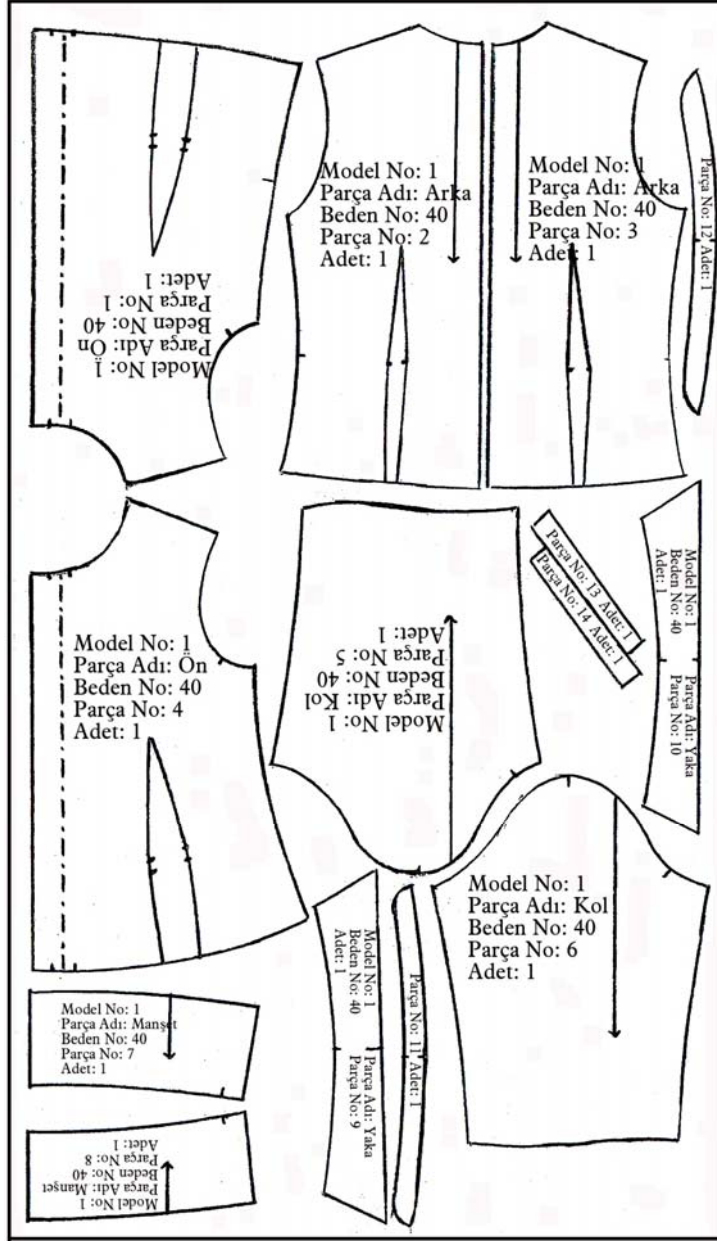 Model No: 1
Parça Adı: Ön
Beden No: 40
Parça No: 1
Adet: 1
Model No: 1
Parça Adı: Arka
Beden No: 40
Parça No: 2
Adet: 1
Model No: 1
Parça Adı: Arka
Beden No: 40
Parça No: 3
Adet: 1
Parça No: 12 Adet: 1
Model No: 1
Parça Adı: Ön
Beden No: 40
Parça No: 4
Adet: 1
Model No: 1
Parça Adı: Kol
Beden No: 40
Parça No: 5
Adet: 1
Parça No: 13 Adet: 1
Parça No: 14 Adet: 1
Model No: 1 Parça Adı: Yaka
Beden No: 40 Parça No: 10
Adet: 1
Model No: 1
Parça Adı: Kol
Beden No: 40
Parça No: 6
Adet: 1
Model No: 1 Parça Adı: Yaka
Beden No: 40 Parça No: 9
Adet: 1
Parça No: 11 Adet: 1
Model No: 1
Parça Adı: Manşet
Beden No: 40
Parça No: 7
Adet: 1
Model No: 1
Parça Adı: Manşet
Beden No: 40
Parça No: 8
Adet: 1